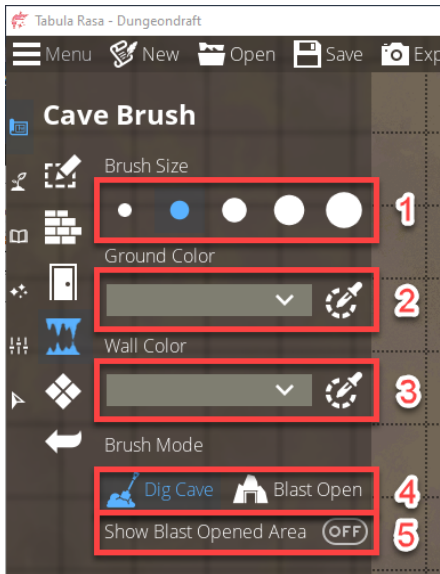 Tabula Rasa - Dungeondraft
Menu New Open Save Exp
Cave Brush
Brush Size
1
Ground Color
2
Wall Color
3
Brush Mode
Dig Cave Blast Open
4
Show Blast Opened Area OFF
5